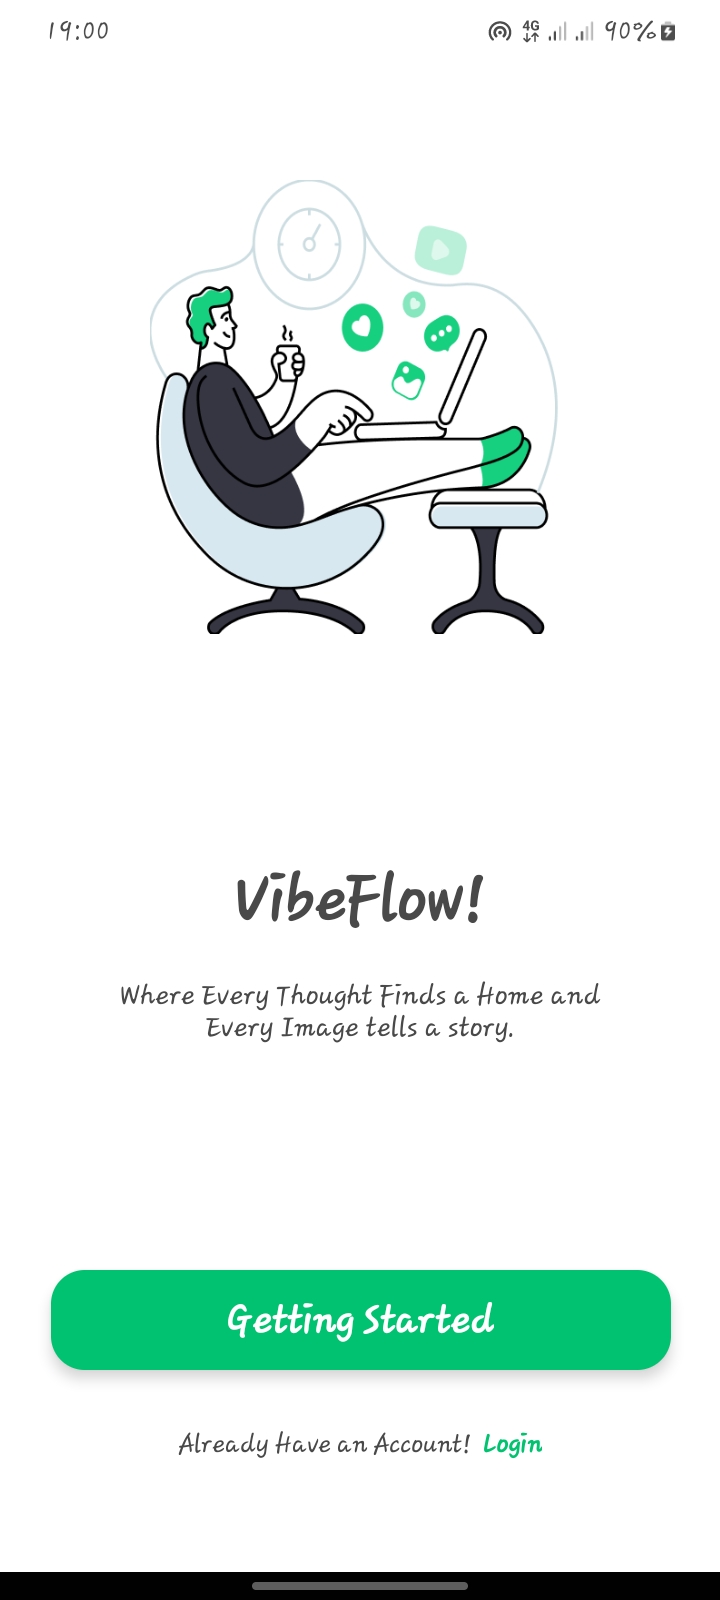 19:00 4G 90%
VibeFlow!
Where Every Thought Finds a Home and
Every Image tells a story.
Getting Started
Already Have an Account! Login